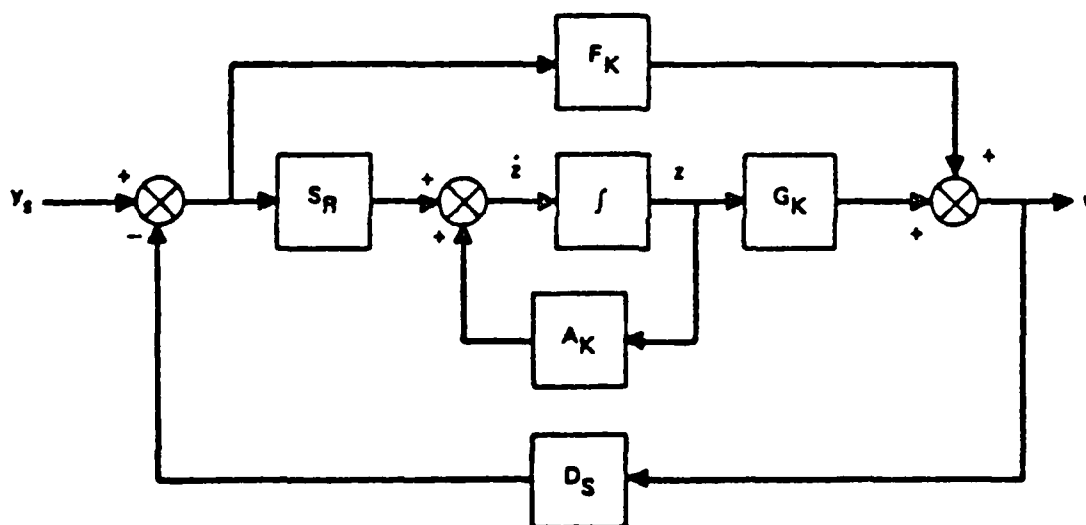 F_K
+
+
y_s
+
S_R
+
ż
∫
z
G_K
−
+
+
A_K
D_S